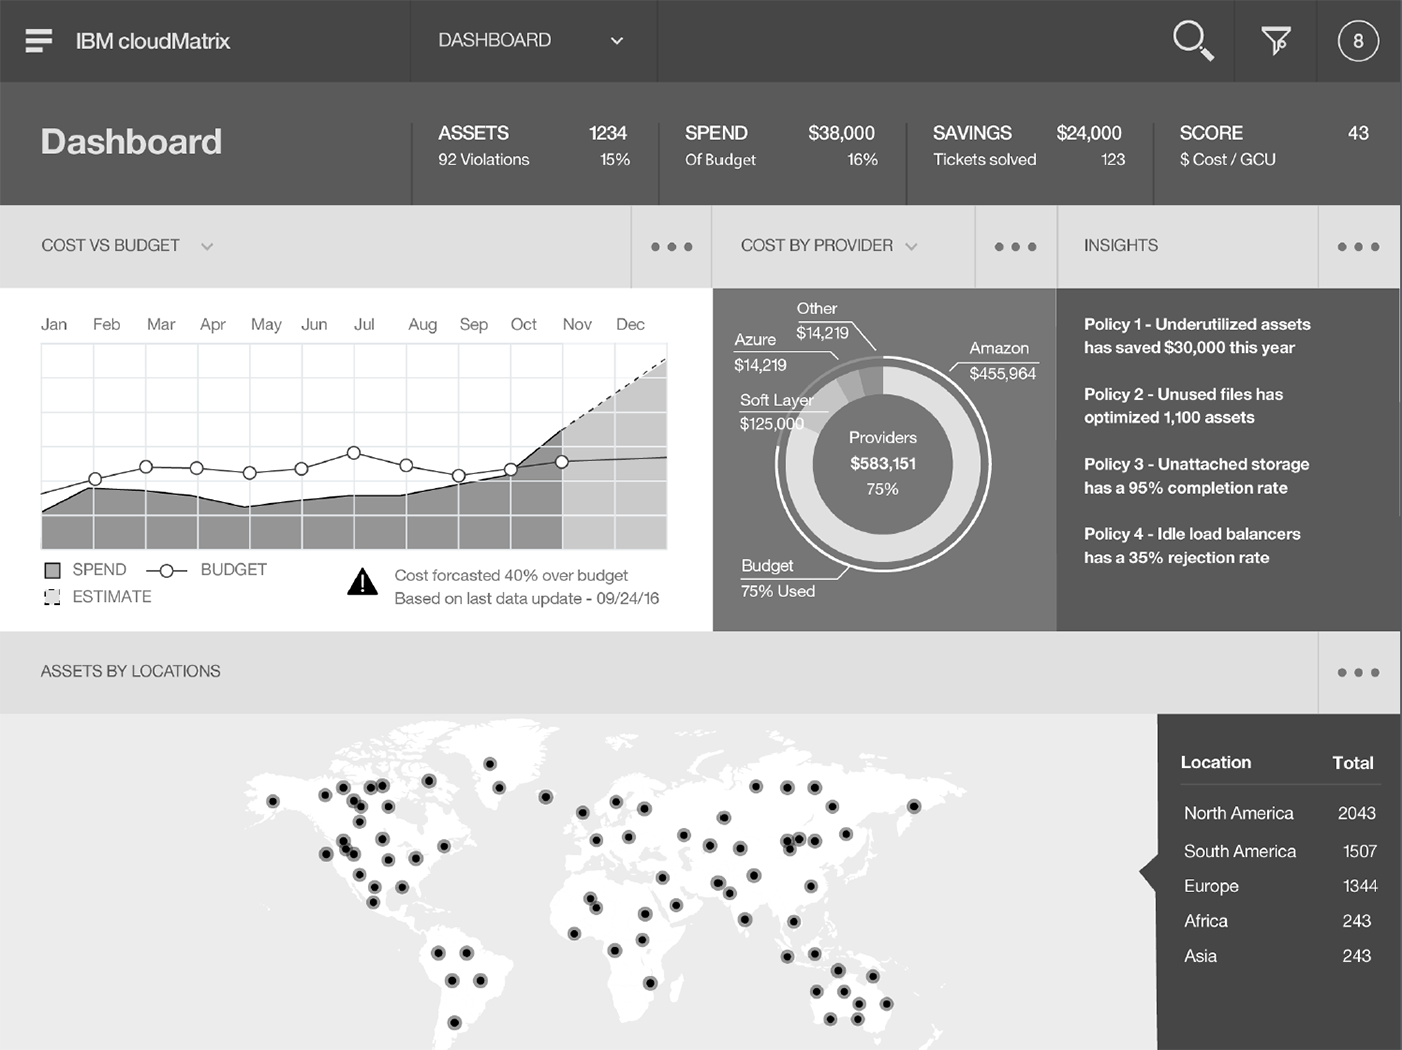 IBM cloudMatrix
DASHBOARD
8
Dashboard
ASSETS 1234
92 Violations 15%
SPEND $38,000
Of Budget 16%
SAVINGS $24,000
Tickets solved 123
SCORE 43
$ Cost / GCU
COST VS BUDGET
Jan Feb Mar Apr May Jun Jul Aug Sep Oct Nov Dec
SPEND BUDGET
ESTIMATE
Cost forcasted 40% over budget
Based on last data update - 09/24/16
COST BY PROVIDER
Other
$14,219
Azure
$14,219
Amazon
$455,964
Soft Layer
$125,000
Providers
$583,151
75%
Budget
75% Used
INSIGHTS
Policy 1 - Underutilized assets
has saved $30,000 this year
Policy 2 - Unused files has
optimized 1,100 assets
Policy 3 - Unattached storage
has a 95% completion rate
Policy 4 - Idle load balancers
has a 35% rejection rate
ASSETS BY LOCATIONS
Location Total
North America 2043
South America 1507
Europe 1344
Africa 243
Asia 243